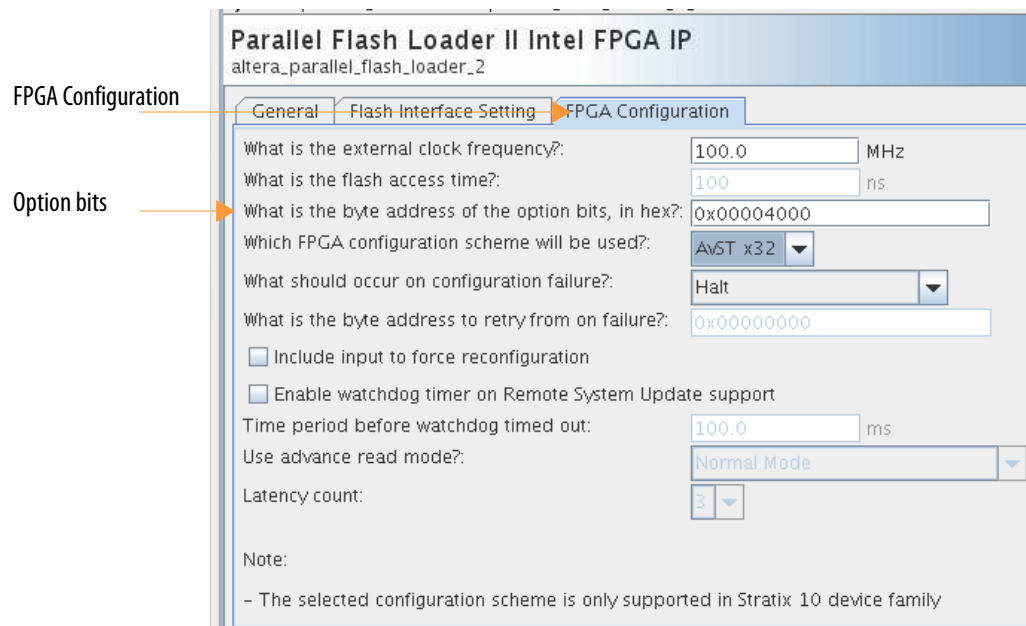 Parallel Flash Loader II Intel FPGA IP
altera_parallel_flash_loader_2
FPGA Configuration
General Flash Interface Setting FPGA Configuration
What is the external clock frequency?: 100.0 MHz
What is the flash access time?: 100 ns
Option bits
What is the byte address of the option bits, in hex?: 0x00004000
Which FPGA configuration scheme will be used?: AvST x32
What should occur on configuration failure?: Halt
What is the byte address to retry from on failure?: 0x00000000
Include input to force reconfiguration
Enable watchdog timer on Remote System Update support
Time period before watchdog timed out: 100.0 ms
Use advance read mode?: Normal Mode
Latency count: 3
Note:
- The selected configuration scheme is only supported in Stratix 10 device family